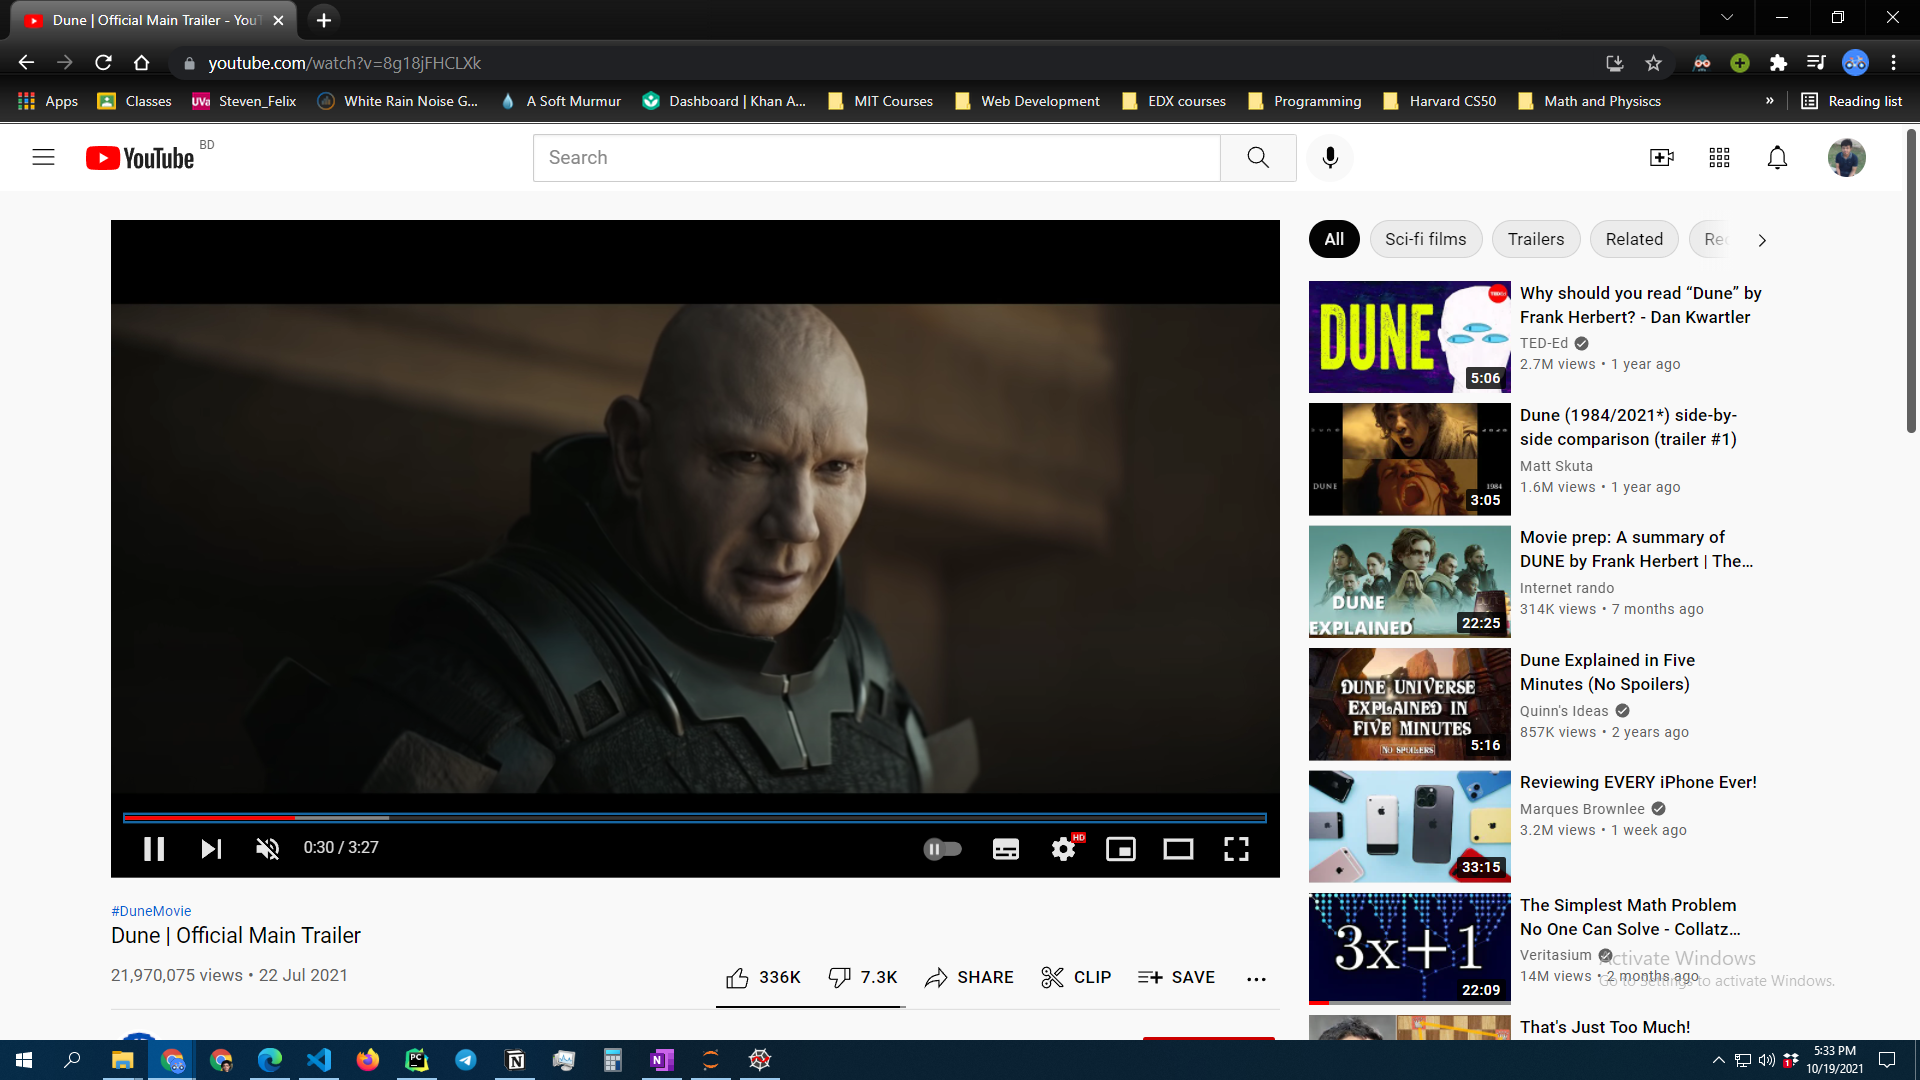 Dune | Official Main Trailer - You
youtube.com/watch?v=8g18jFHCLXk
Apps
Classes
UVa Steven_Felix
White Rain Noise G...
A Soft Murmur
Dashboard | Khan A...
MIT Courses
Web Development
EDX courses
Programming
Harvard CS50
Math and Physiscs
»
Reading list
YouTube BD
Search
All
Sci-fi films
Trailers
Related
DUNE
5:06
Why should you read “Dune” by
Frank Herbert? - Dan Kwartler
TED-Ed
2.7M views • 1 year ago
DUNE
1984
3:05
Dune (1984/2021*) side-by-
side comparison (trailer #1)
Matt Skuta
1.6M views • 1 year ago
DUNE
EXPLAINED
22:25
Movie prep: A summary of
DUNE by Frank Herbert | The...
Internet rando
314K views • 7 months ago
DUNE UNIVERSE
EXPLAINED IN
FIVE MINUTES
NO SPOILERS
5:16
Dune Explained in Five
Minutes (No Spoilers)
Quinn's Ideas
857K views • 2 years ago
33:15
Reviewing EVERY iPhone Ever!
Marques Brownlee
3.2M views • 1 week ago
3x+1
22:09
The Simplest Math Problem
No One Can Solve - Collatz...
Veritasium
14M views • 2 months ago
That's Just Too Much!
0:30 / 3:27
HD
#DuneMovie
Dune | Official Main Trailer
21,970,075 views • 22 Jul 2021
336K
7.3K
SHARE
CLIP
SAVE
Activate Windows
Go to Settings to activate Windows.
PC
N
N
1
5:33 PM
10/19/2021